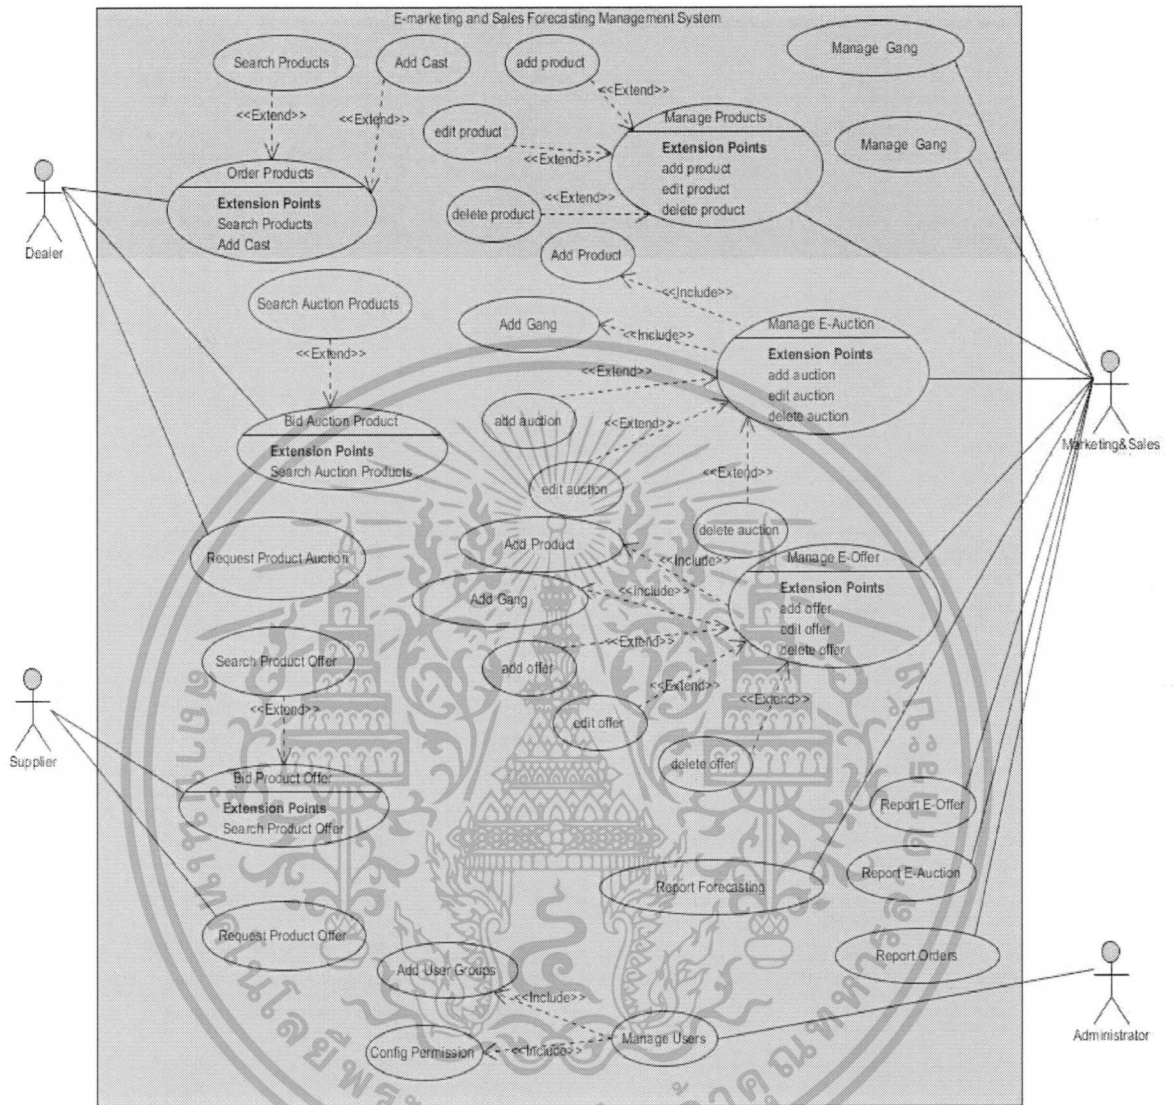 E-marketing and Sales Forecasting Management System
Search Products
Add Cast
add product
Manage Gang
<<Extend>>
<<Extend>>
<<Extend>>
edit product
Manage Products
Extension Points
add product
edit product
delete product
<<Extend>>
Manage Gang
<<Extend>>
delete product
Order Products
Extension Points
Search Products
Add Cast
Dealer
Add Product
<<Include>>
Search Auction Products
Add Gang
<<Include>>
Manage E-Auction
Extension Points
add auction
edit auction
delete auction
<<Extend>>
<<Extend>>
add auction
<<Extend>>
Bid Auction Product
Extension Points
Search Auction Products
Marketing&Sales
edit auction
<<Extend>>
delete auction
Request Product Auction
Add Product
<<Include>>
Manage E-Offer
Extension Points
add offer
edit offer
delete offer
Add Gang
<<Include>>
<<Extend>>
Search Product Offer
add offer
<<Extend>>
<<Extend>>
<<Extend>>
edit offer
delete offer
Supplier
Bid Product Offer
Extension Points
Search Product Offer
Report E-Offer
Report E-Auction
Report Forecasting
Request Product Offer
Report Orders
Add User Groups
<<Include>>
Manage Users
Config Permission
<<Include>>
Administrator